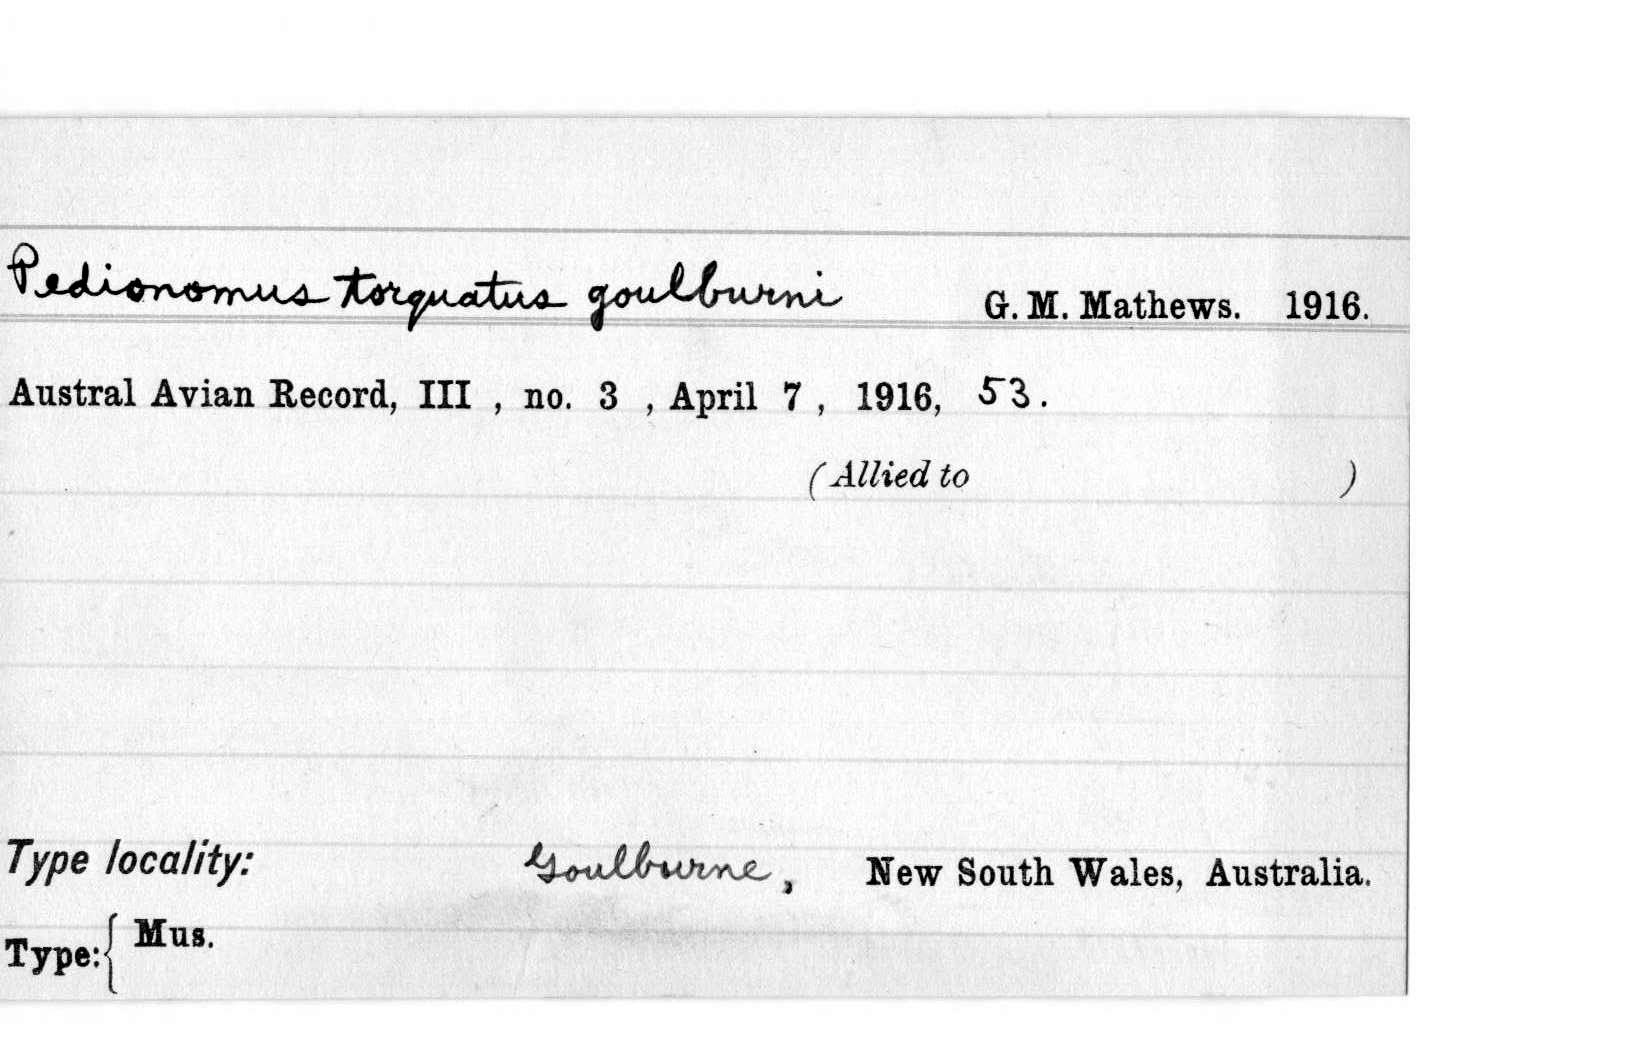 Pedionomus torquatus goulburni G. M. Mathews. 1916.
Austral Avian Record, III , no. 3 , April 7 , 1916, 53.
(Allied to )
Type locality: Goulburne, New South Wales, Australia.
Type:{ Mus.